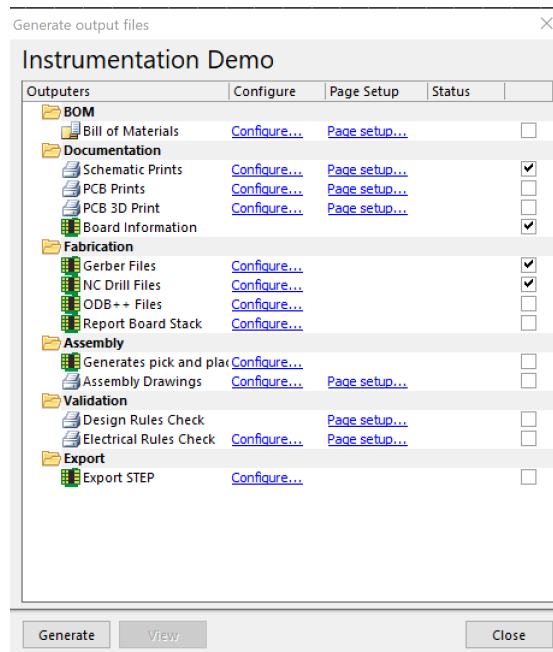 Generate output files
Instrumentation Demo
Outputers Configure Page Setup Status
BOM
Bill of Materials Configure... Page setup...
Documentation
Schematic Prints Configure... Page setup...
PCB Prints Configure... Page setup...
PCB 3D Print Configure... Page setup...
Board Information
Fabrication
Gerber Files Configure...
NC Drill Files Configure...
ODB++ Files Configure...
Report Board Stack Configure...
Assembly
Generates pick and plac Configure...
Assembly Drawings Configure... Page setup...
Validation
Design Rules Check Page setup...
Electrical Rules Check Configure... Page setup...
Export
Export STEP Configure...
Generate View Close